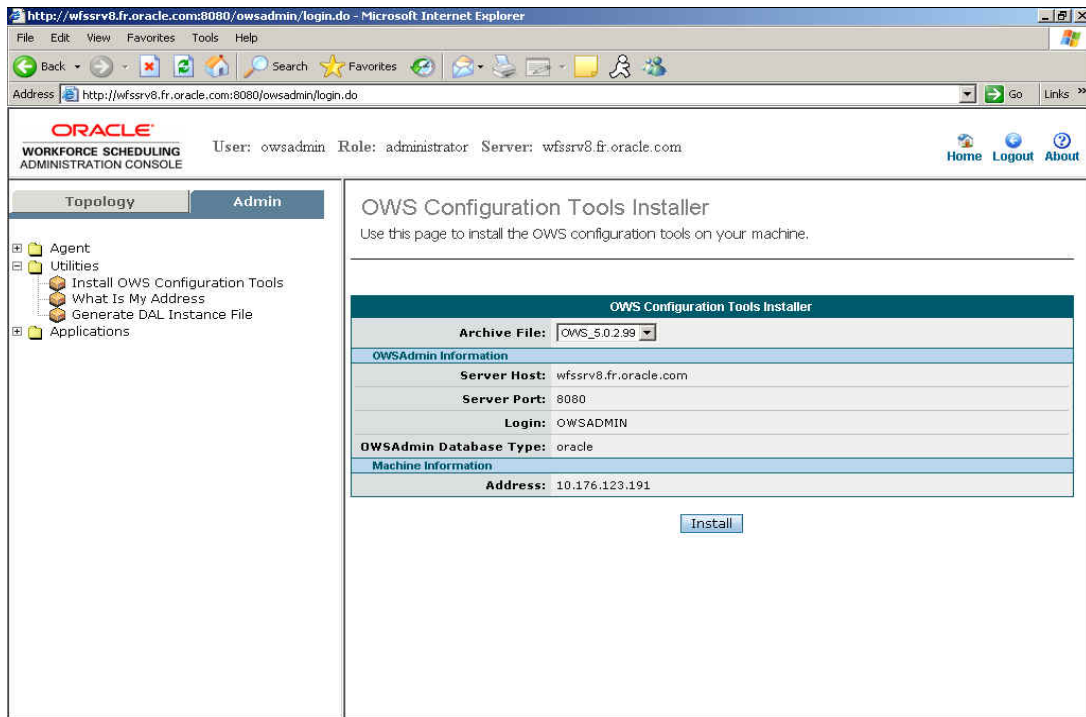 http://wfssrv8.fr.oracle.com:8080/owsadmin/login.do - Microsoft Internet Explorer
File Edit View Favorites Tools Help
Back Search Favorites
Address http://wfssrv8.fr.oracle.com:8080/owsadmin/login.do Go Links »
ORACLE
WORKFORCE SCHEDULING
ADMINISTRATION CONSOLE
User: owsadmin Role: administrator Server: wfssrv8.fr.oracle.com
Home Logout About
Topology Admin
Agent
Utilities
Install OWS Configuration Tools
What Is My Address
Generate DAL Instance File
Applications
OWS Configuration Tools Installer
Use this page to install the OWS configuration tools on your machine.
OWS Configuration Tools Installer
Archive File: OWS_5.0.2.99
OWSAdmin Information
Server Host: wfssrv8.fr.oracle.com
Server Port: 8080
Login: OWSADMIN
OWSAdmin Database Type: oracle
Machine Information
Address: 10.176.123.191
Install